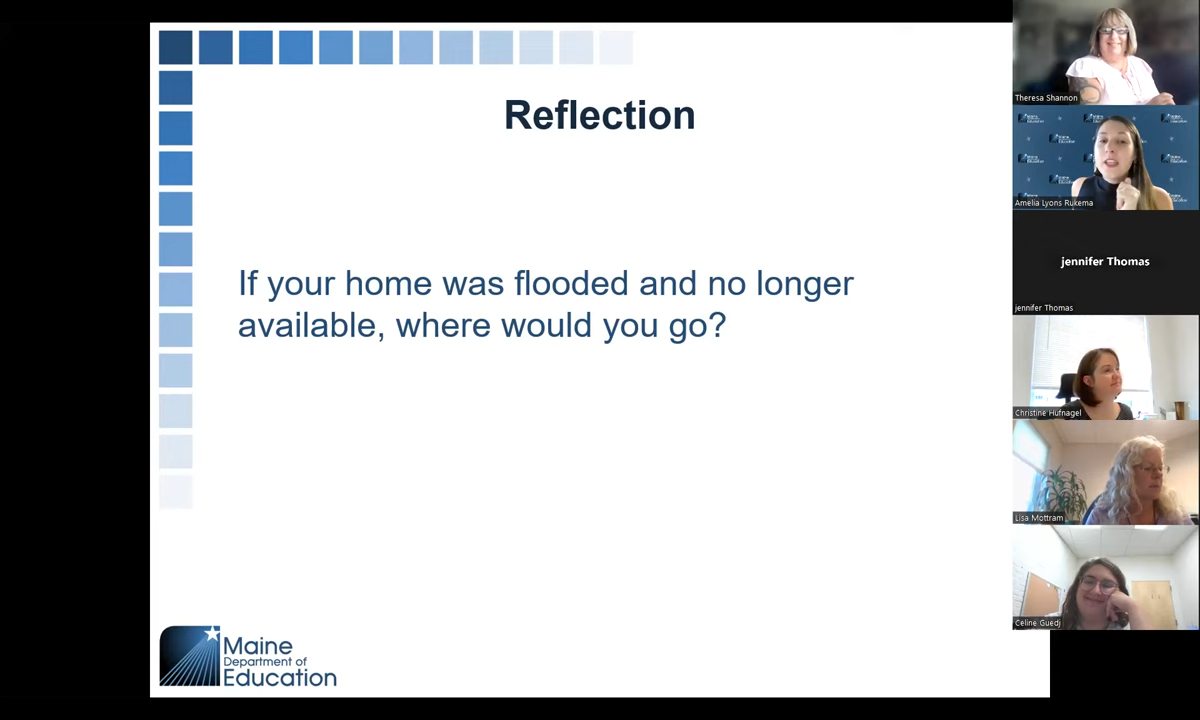 Reflection
If your home was flooded and no longer
available, where would you go?
Maine
Department of
Education
Theresa Shannon
Amelia Lyons Rukema
jennifer Thomas
jennifer Thomas
Christine Hufnagel
Lisa Mottram
Celine Guedj